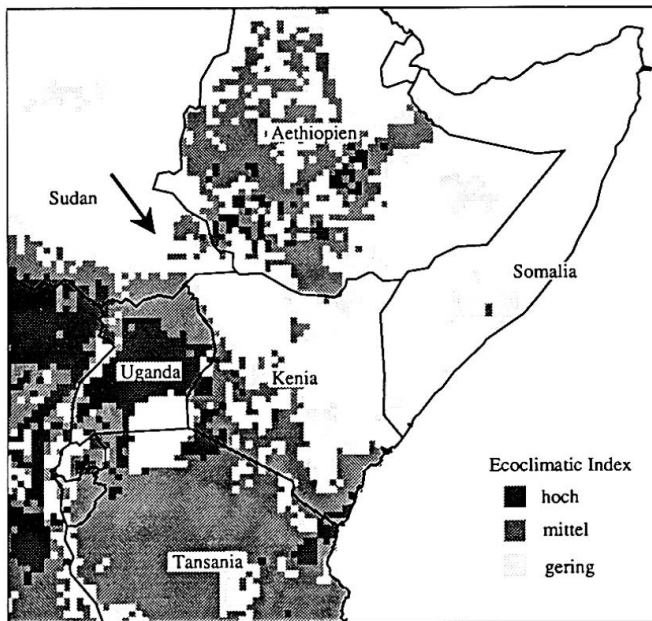 Aethiopien
Sudan
Somalia
Uganda
Kenia
Ecoclimatic Index
hoch
mittel
Tansania
gering